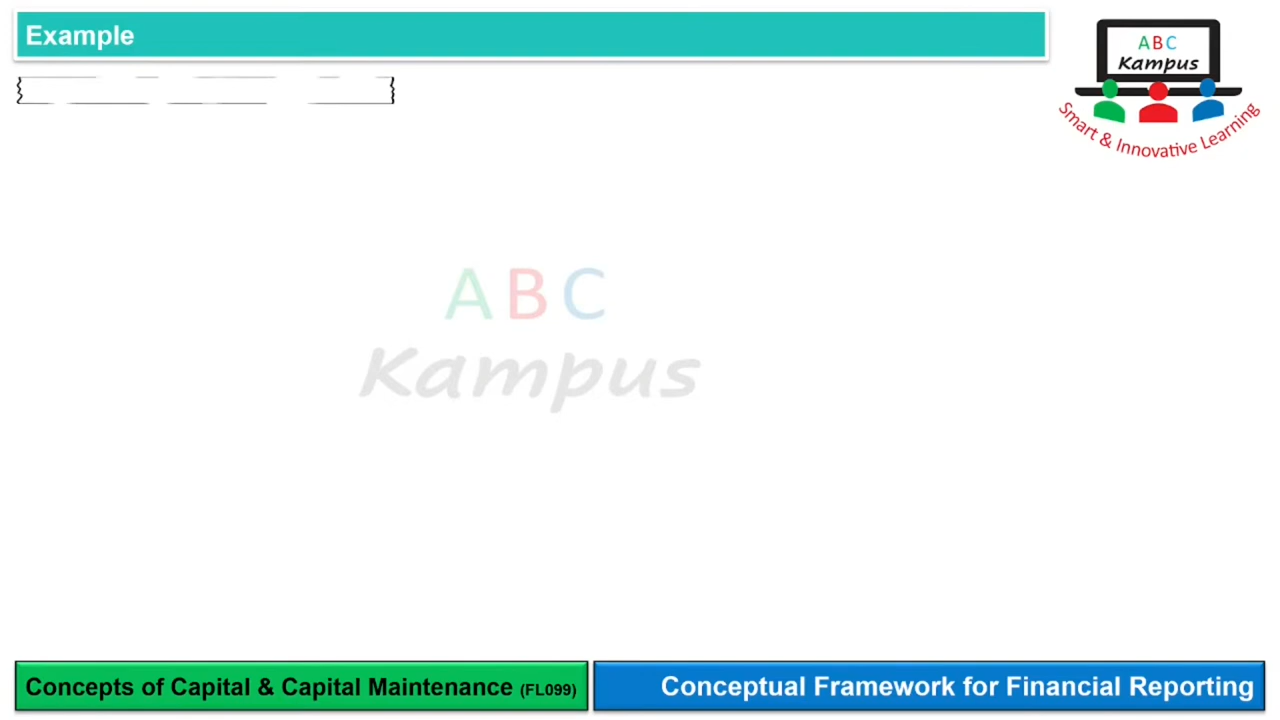 Example
ABC
Kampus
Smart & Innovative Learning
ABC
Kampus
Concepts of Capital & Capital Maintenance (FL099)
Conceptual Framework for Financial Reporting